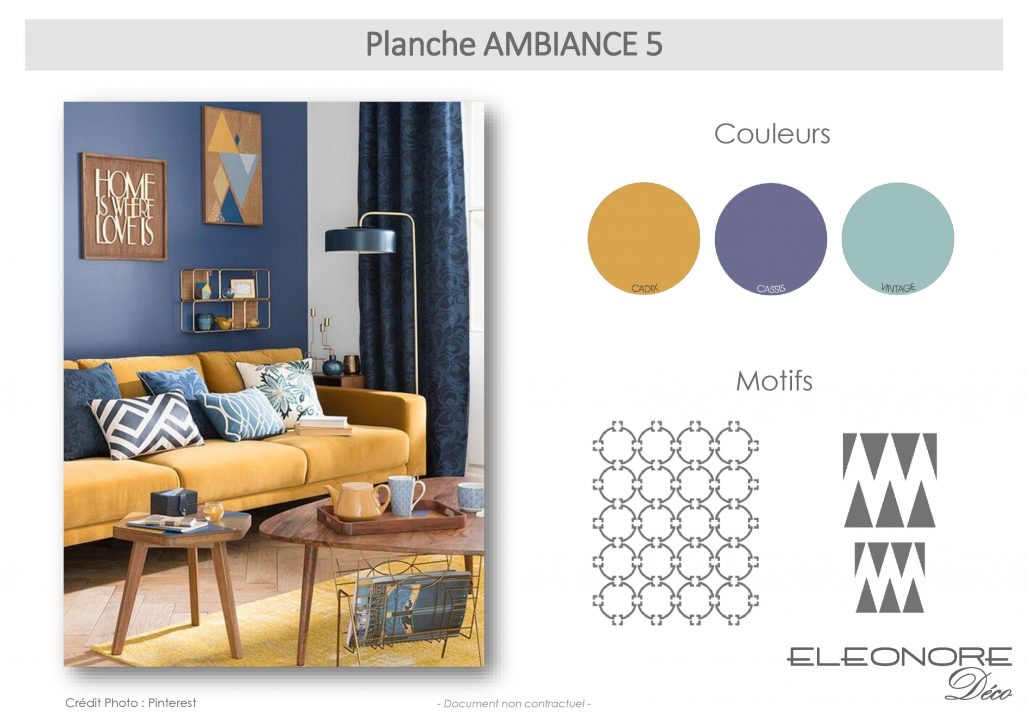 Planche AMBIANCE 5
HOME
IS WHERE
LOVE IS
Couleurs
CADIX
CASSIS
VINTAGE
Motifs
ELEONORE
Déco
Crédit Photo : Pinterest
- Document non contractuel -